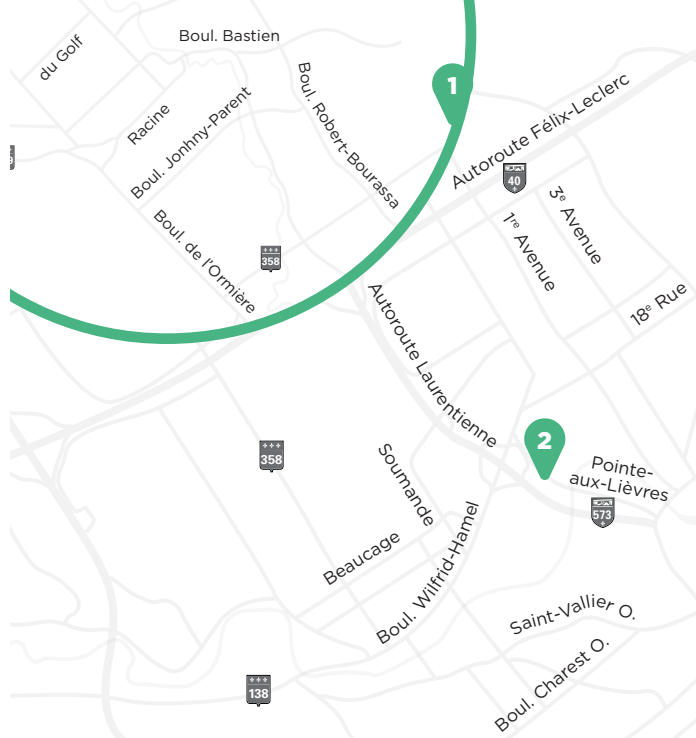 Boul. Bastien
du Golf
1
Boul. Robert-Bourassa
Racine
Boul. Jonhny-Parent
Autoroute Félix-Leclerc
9
40
3e Avenue
1re Avenue
Boul. de l'Ormière
358
18e Rue
Autoroute Laurentienne
2
358
Soumande
Pointe-
aux-Lièvres
573
Beaucage
Boul. Wilfrid-Hamel
Saint-Vallier O.
Boul. Charest O.
138